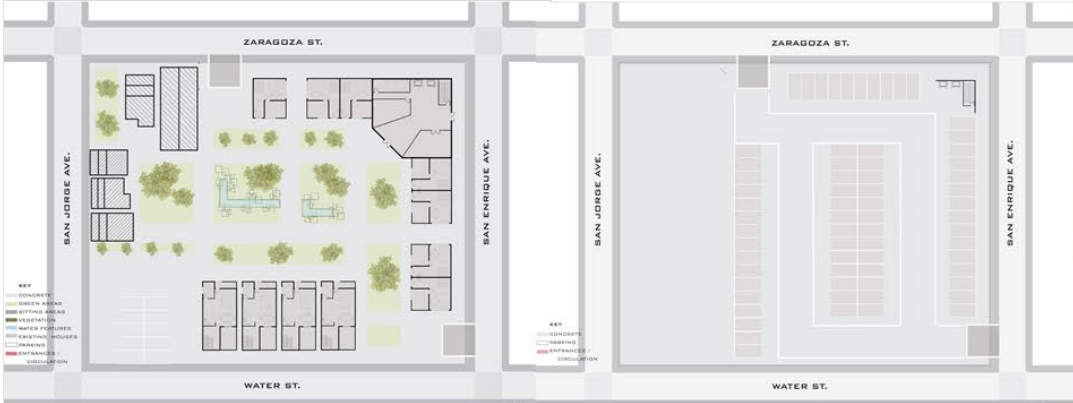 ZARAGOZA ST.
SAN JORGE AVE.
SAN ENRIQUE AVE.
KEY
CONCRETE
GREEN AREAS
SITTING AREAS
VEGETATION
WATER FEATURES
EXISTING HOUSES
PARKING
ENTRANCES /
CIRCULATION
WATER ST.
ZARAGOZA ST.
SAN JORGE AVE.
SAN ENRIQUE AVE.
KEY
CONCRETE
PARKING
ENTRANCES /
CIRCULATION
WATER ST.